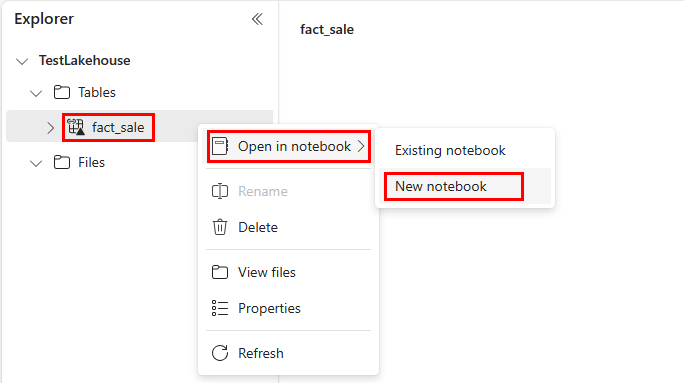 Explorer
fact_sale
TestLakehouse
Tables
fact_sale
Files
Open in notebook
Rename
Delete
View files
Properties
Refresh
Existing notebook
New notebook